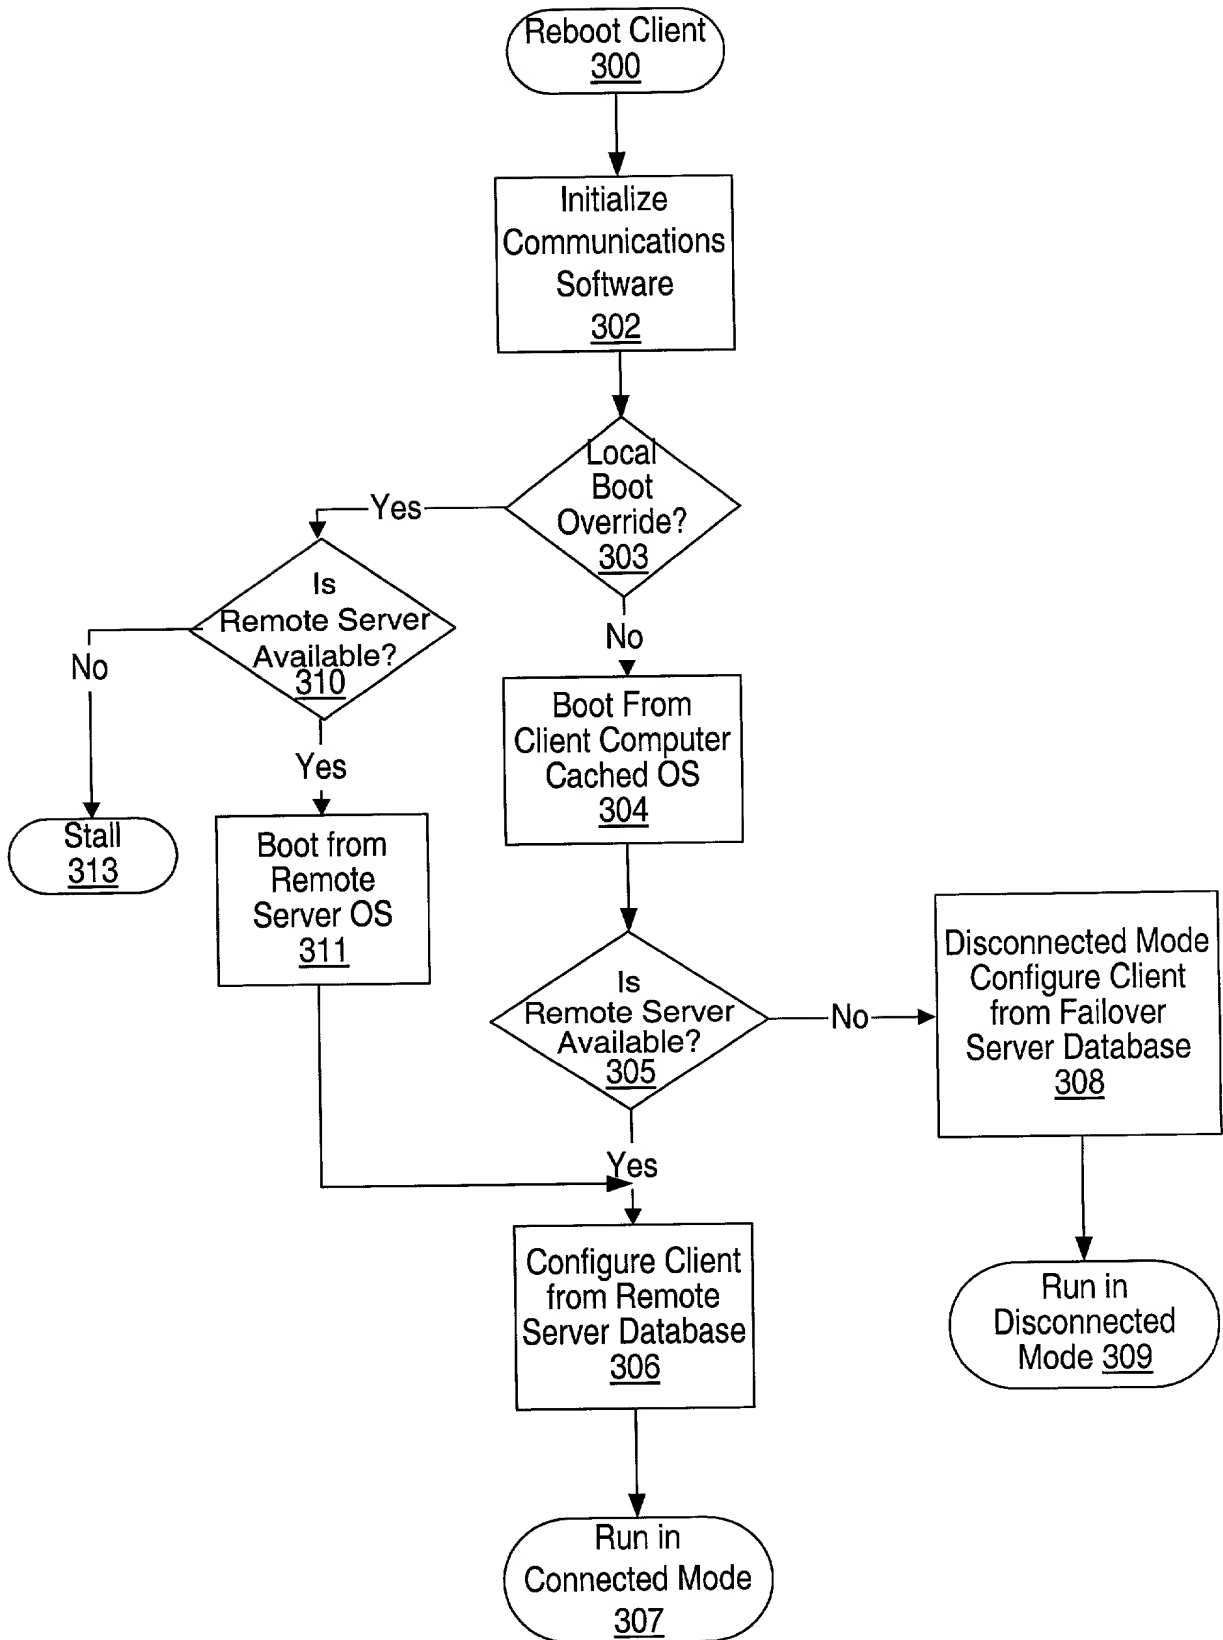 Reboot Client
300
Initialize
Communications
Software
302
Local
Boot
Override?
303
Yes
No
Is
Remote Server
Available?
310
No
Yes
Stall
313
Boot from
Remote
Server OS
311
Boot From
Client Computer
Cached OS
304
Is
Remote Server
Available?
305
No
Yes
Disconnected Mode
Configure Client
from Failover
Server Database
308
Run in
Disconnected
Mode 309
Configure Client
from Remote
Server Database
306
Run in
Connected Mode
307